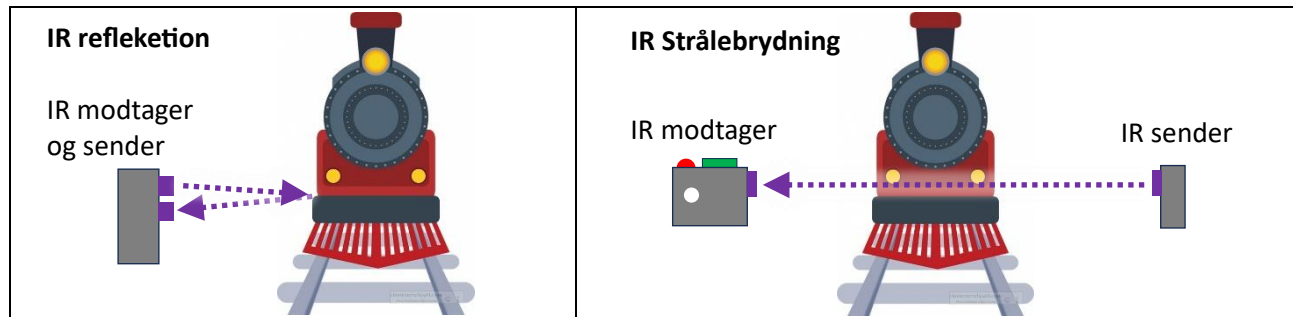 IR refleketion
IR modtager
og sender
IR Strålebrydning
IR modtager
IR sender